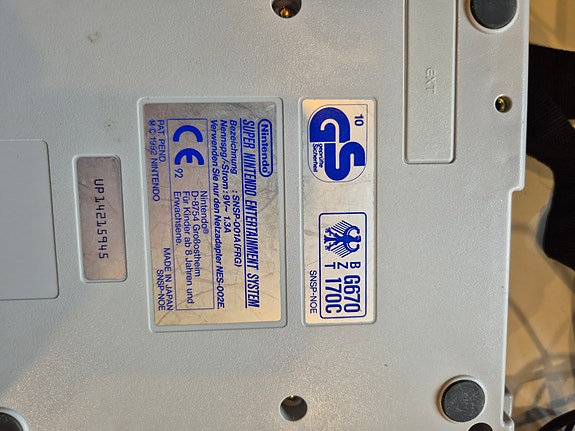 EXT
10
GS
geprüfte
Sicherheit
B G670
Z
T 170C
SNSP-NOE
Nintendo
SUPER NINTENDO ENTERTAINMENT SYSTEM
Bezeichnung : SNSP-001A(FRG)
Nennspg/-Strom : 9V~ 1.3A
Verwenden Sie nur den Netzadapter NES-002E.
CE 92
Nintendo
D-8754 Großostheim
Für Kinder ab 8 Jahren und
Erwachsene.
PAT. PEND. MADE IN JAPAN
M © 1992 NINTENDO SNSP-NOE
UP14215945